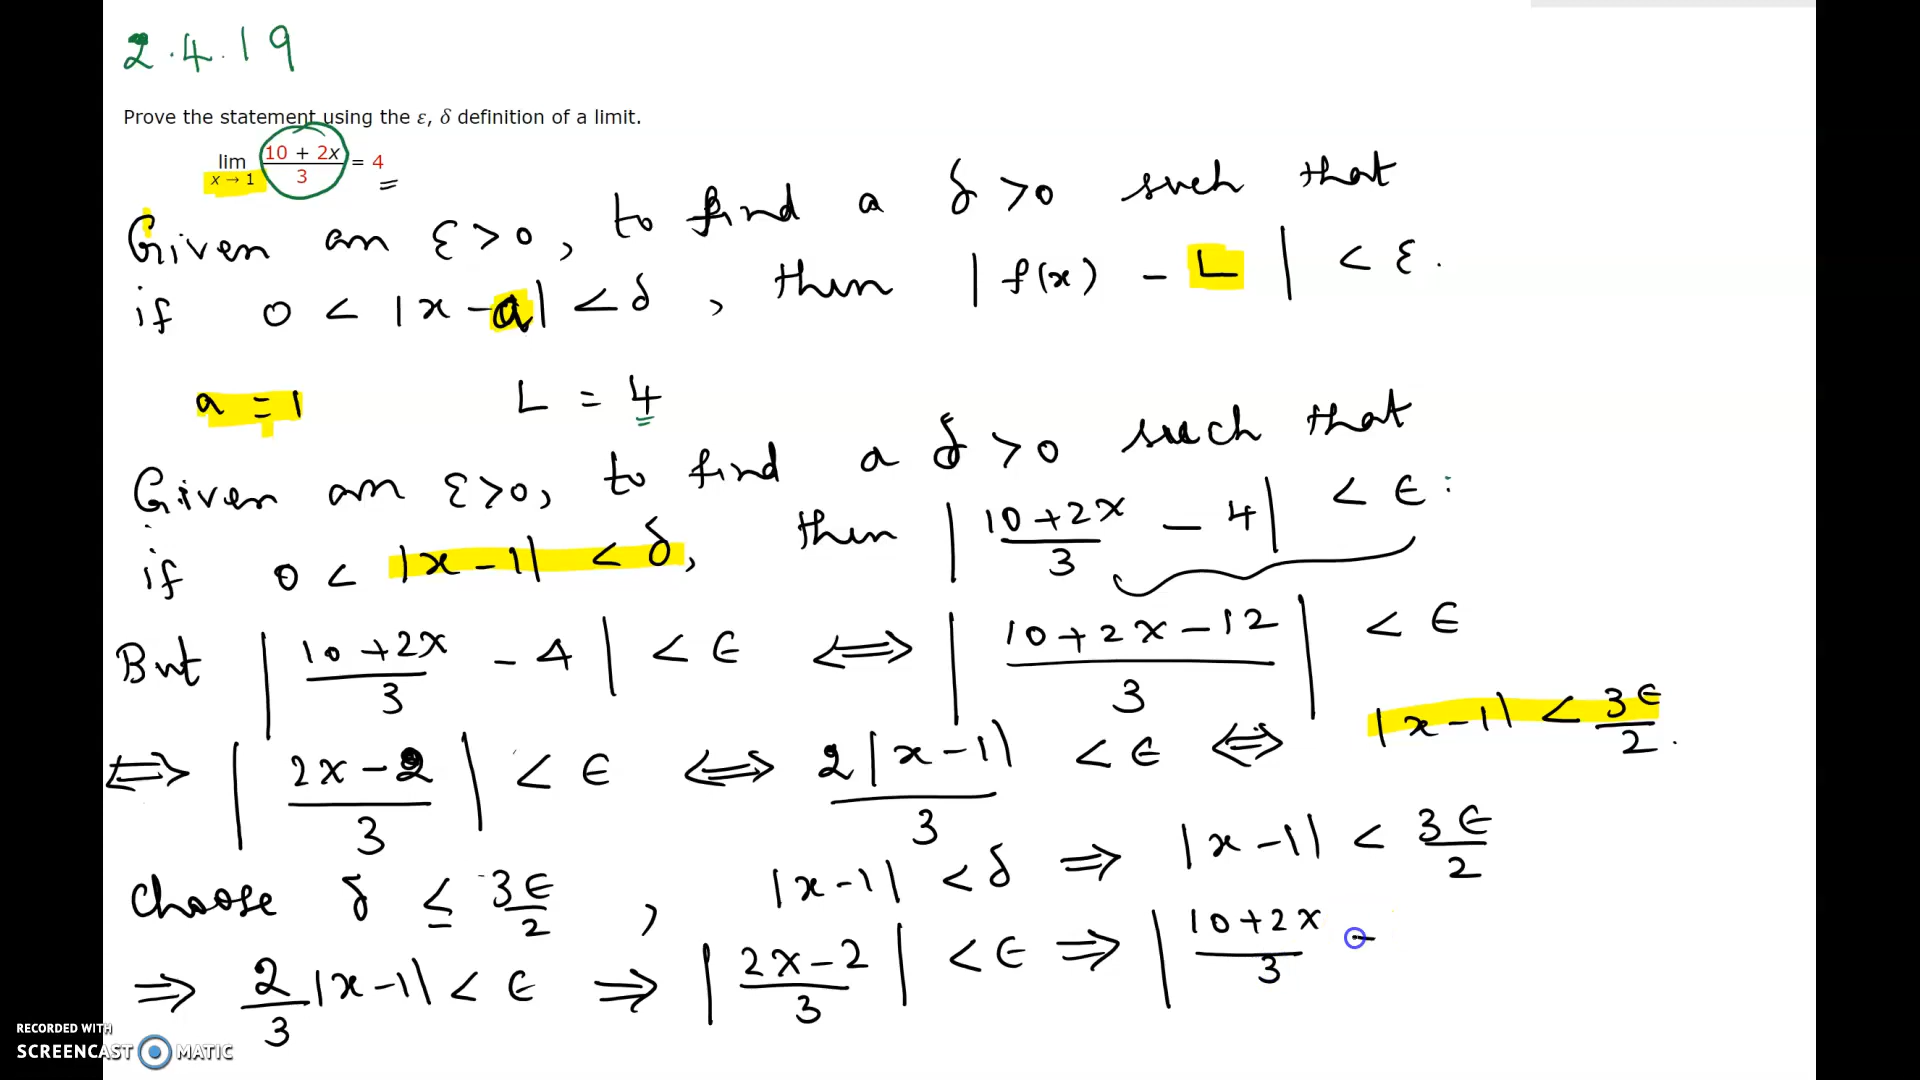 2.4.19
Prove the statement using the ε, δ definition of a limit.
lim x → 1 (10 + 2x)/3 = 4
Given an ε > 0, to find a δ > 0 such that
if 0 < |x - a| < δ, then |f(x) - L| < ε.
a = 1 L = 4
Given an ε > 0, to find a δ > 0 such that
if 0 < |x - 1| < δ, then |(10 + 2x)/3 - 4| < ϵ.
But |(10 + 2x)/3 - 4| < ϵ ⟺ |(10 + 2x - 12)/3| < ϵ
⟺ |(2x - 2)/3| < ϵ ⟺ 2|x - 1|/3 < ϵ ⟺ |x - 1| < 3ϵ/2.
Choose δ ≤ 3ϵ/2, |x - 1| < δ ⟹ |x - 1| < 3ϵ/2
⟹ 2/3 |x - 1| < ϵ ⟹ |(2x - 2)/3| < ϵ ⟹ |(10 + 2x)/3 -
RECORDED WITH
SCREENCAST MATIC